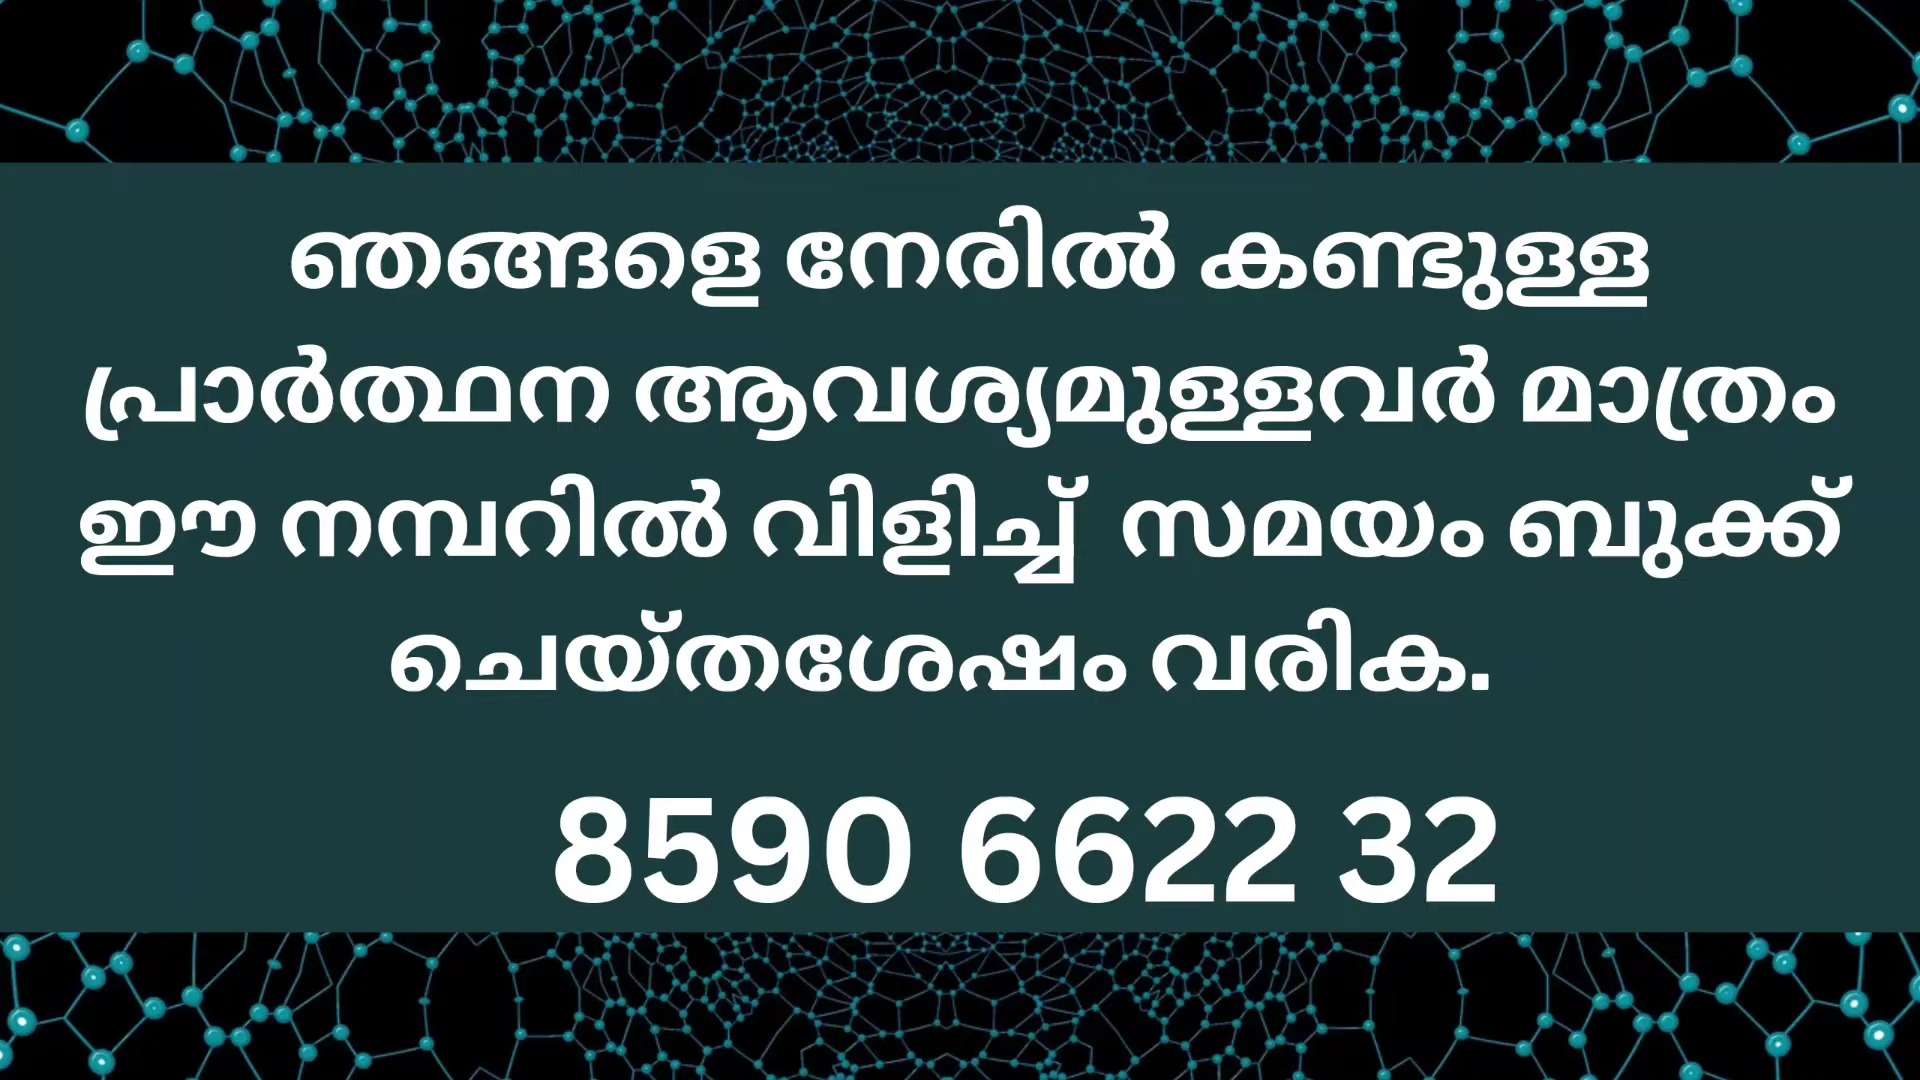 ഞങ്ങളെ നേരിൽ കണ്ടുള്ള
പ്രാർത്ഥന ആവശ്യമുള്ളവർ മാത്രം
ഈ നമ്പറിൽ വിളിച്ച് സമയം ബുക്ക്
ചെയ്തശേഷം വരിക.
8590 6622 32